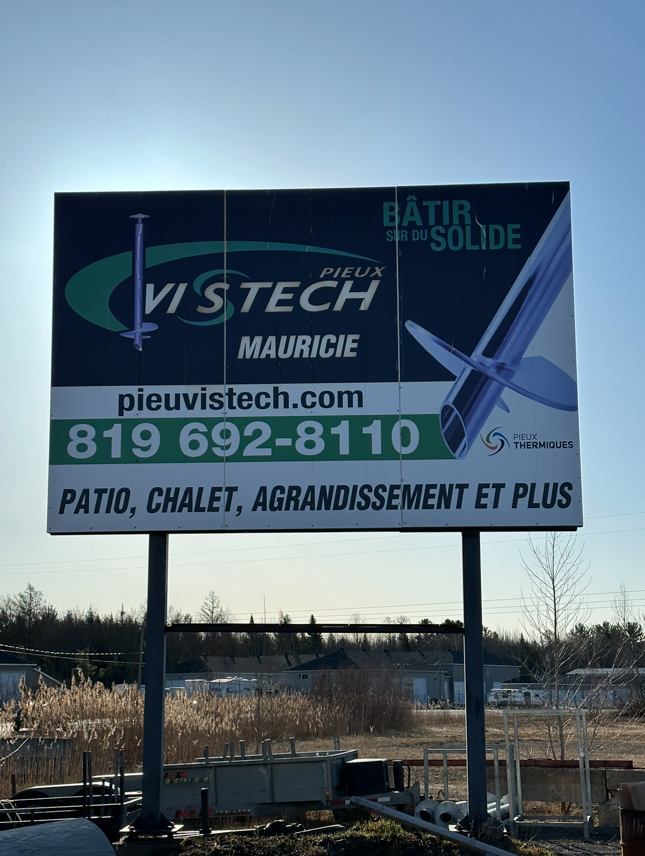 BÂTIR
SUR DU SOLIDE
PIEUX
VISTECH
MAURICIE
pieuvistech.com
819 692-8110
PIEUX
THERMIQUES
PATIO, CHALET, AGRANDISSEMENT ET PLUS